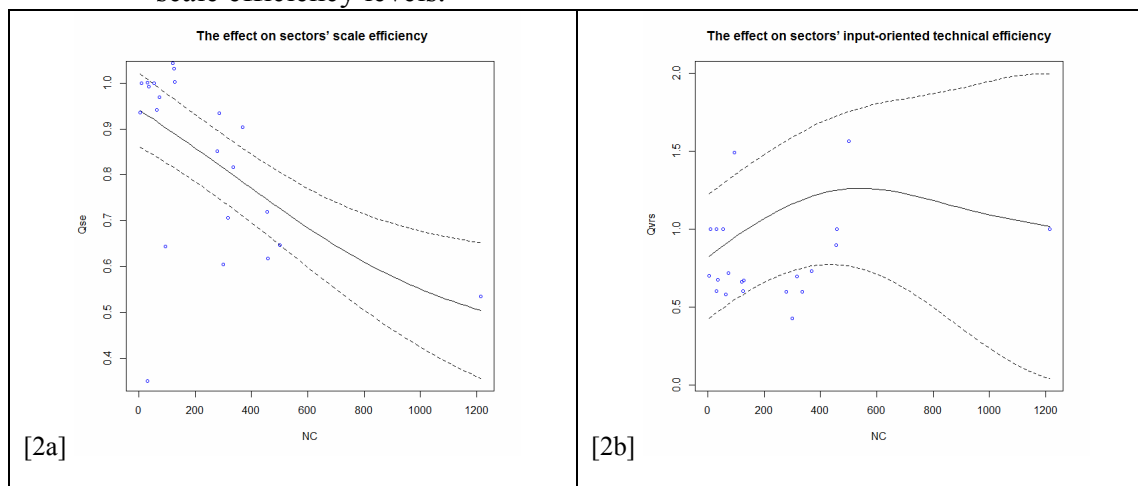 scale efficiency levels.
The effect on sectors' scale efficiency
Qse
1.0
0.9
0.8
0.7
0.6
0.5
0.4
0
200
400
600
800
1000
1200
NC
[2a]
The effect on sectors' input-oriented technical efficiency
Qvrs
2.0
1.5
1.0
0.5
0.0
0
200
400
600
800
1000
1200
NC
[2b]